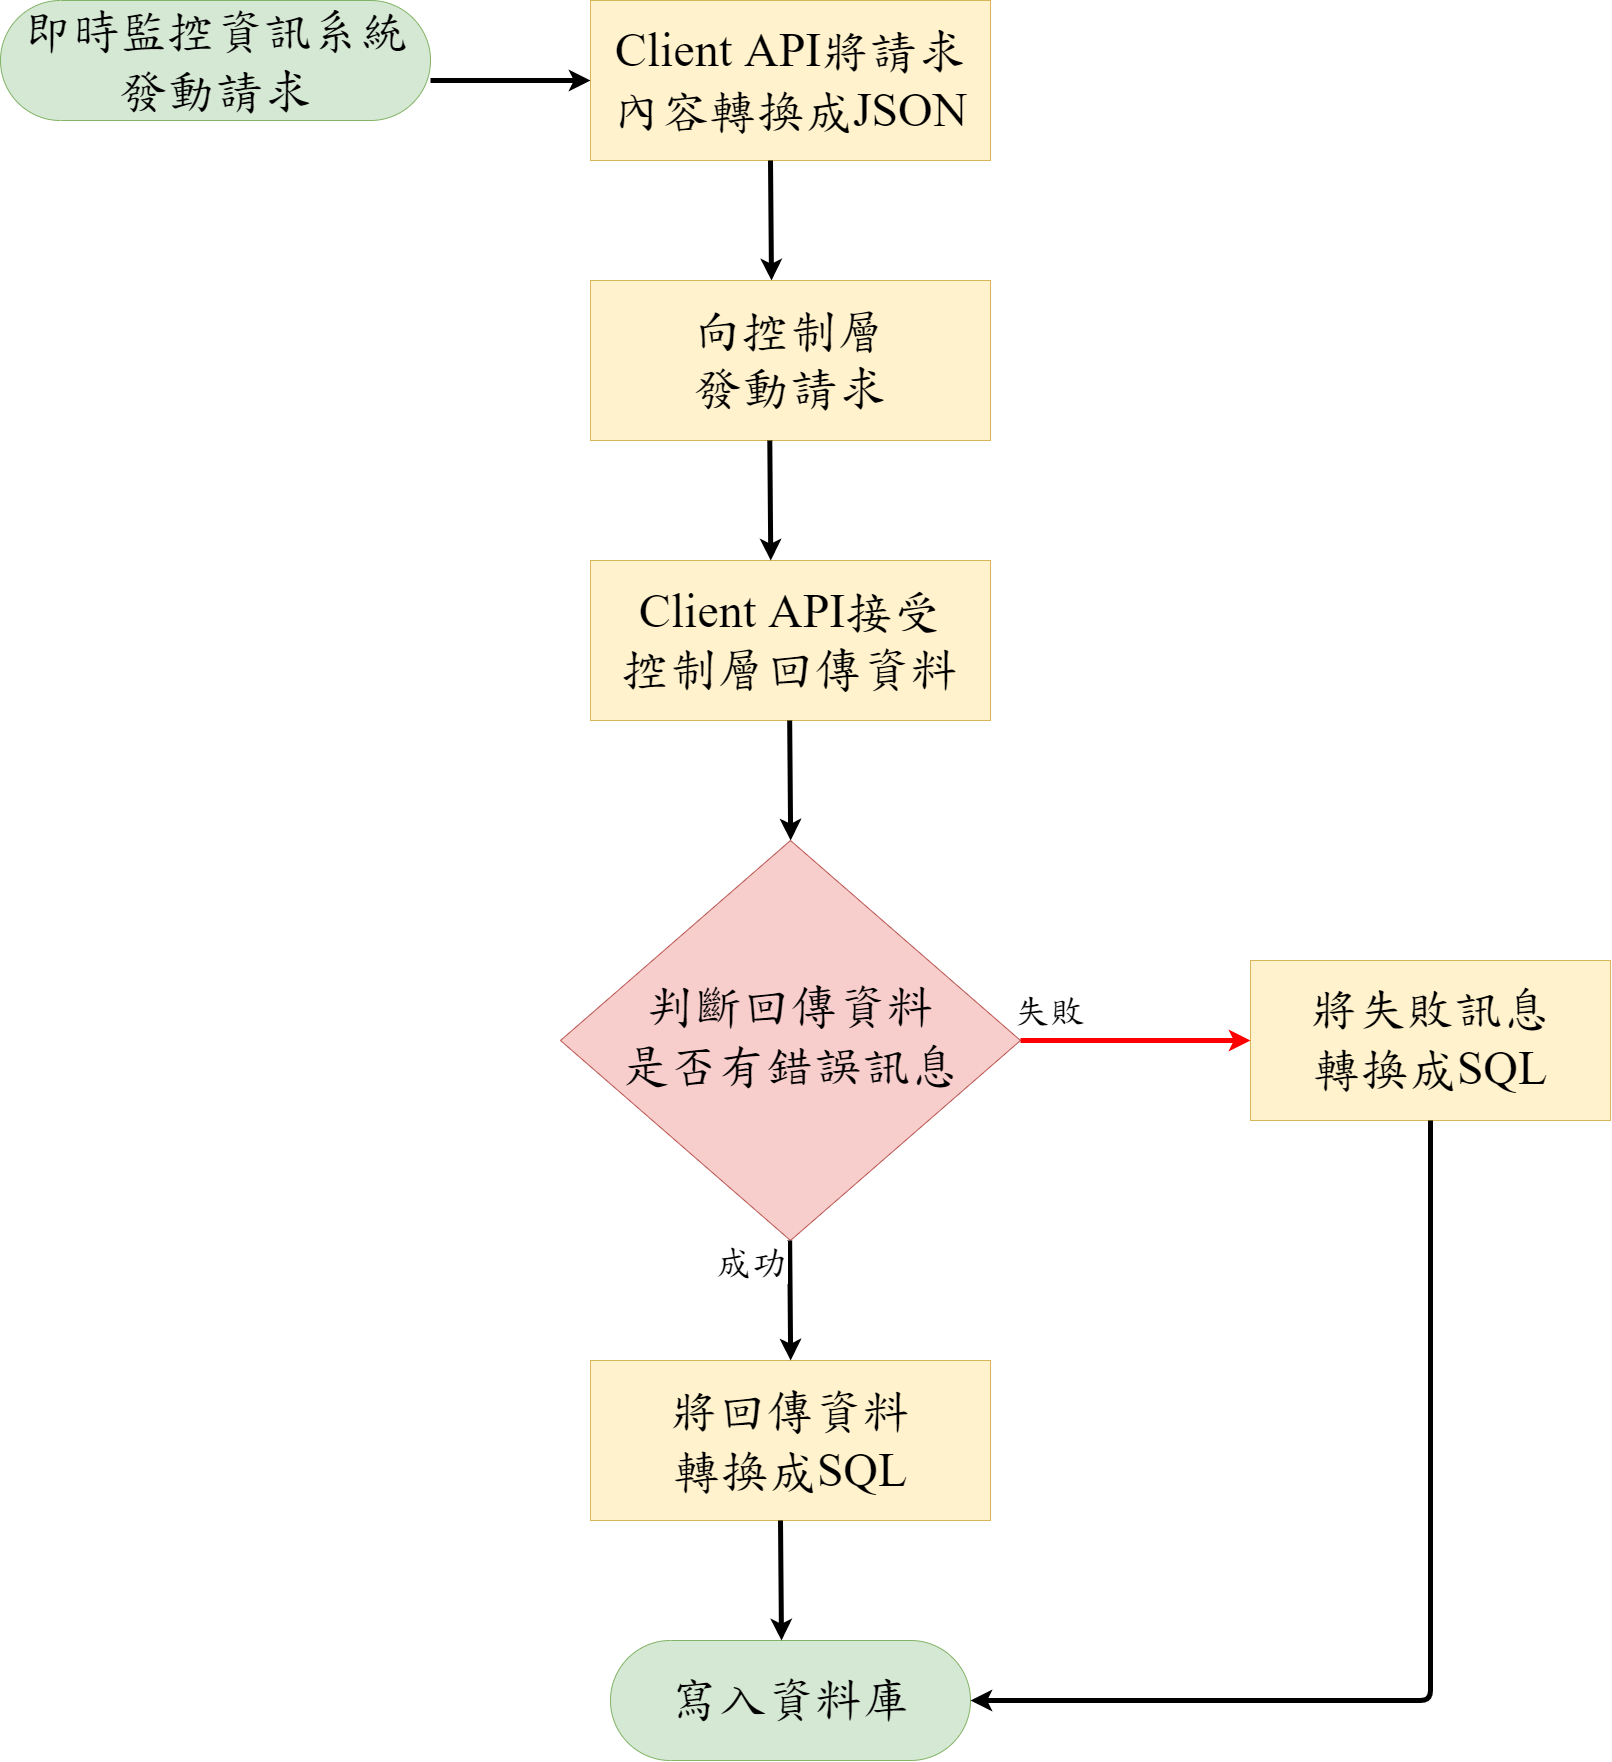 即時監控資訊系統
發動請求
Client API將請求
內容轉換成JSON
向控制層
發動請求
Client API接受
控制層回傳資料
判斷回傳資料
是否有錯誤訊息
失敗
將失敗訊息
轉換成SQL
成功
將回傳資料
轉換成SQL
寫入資料庫